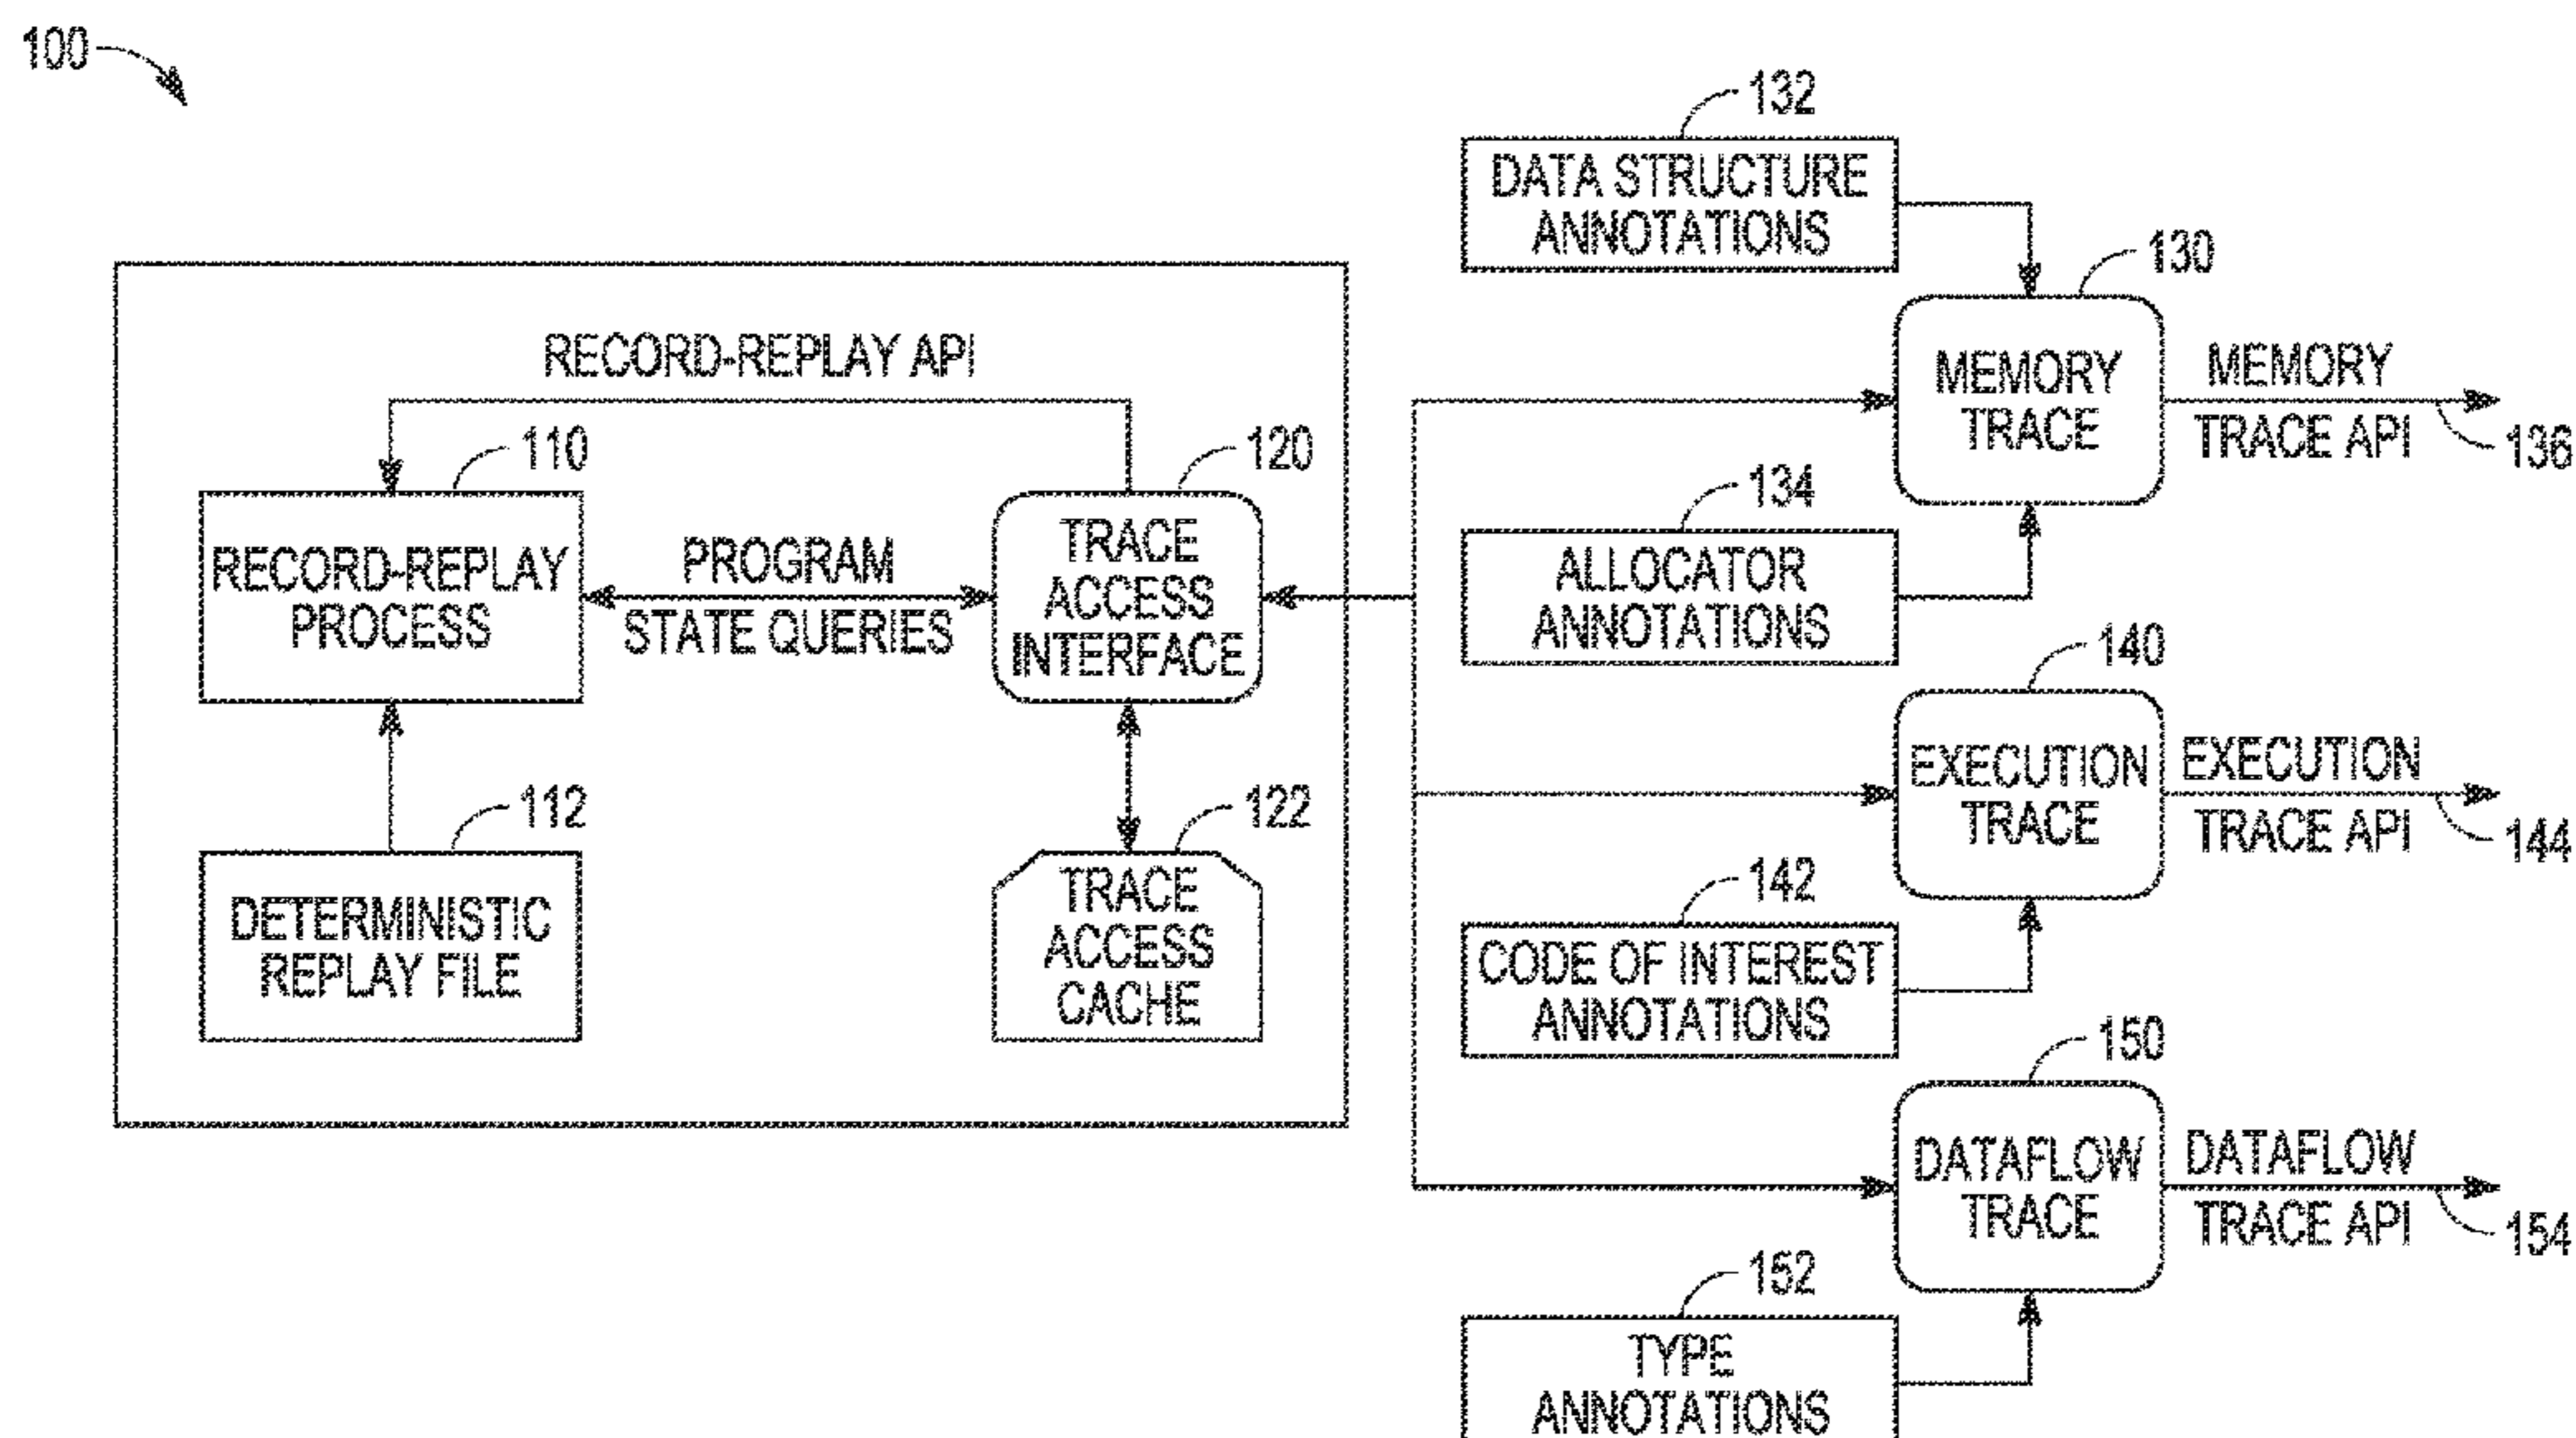 100
132
DATA STRUCTURE
ANNOTATIONS
130
RECORD-REPLAY API
MEMORY
TRACE
MEMORY
TRACE API
136
110
120
134
RECORD-REPLAY
PROCESS
PROGRAM
STATE QUERIES
TRACE
ACCESS
INTERFACE
ALLOCATOR
ANNOTATIONS
140
EXECUTION
TRACE
EXECUTION
TRACE API
144
112
122
142
DETERMINISTIC
REPLAY FILE
TRACE
ACCESS
CACHE
CODE OF INTEREST
ANNOTATIONS
150
DATAFLOW
TRACE
DATAFLOW
TRACE API
154
152
TYPE
ANNOTATIONS